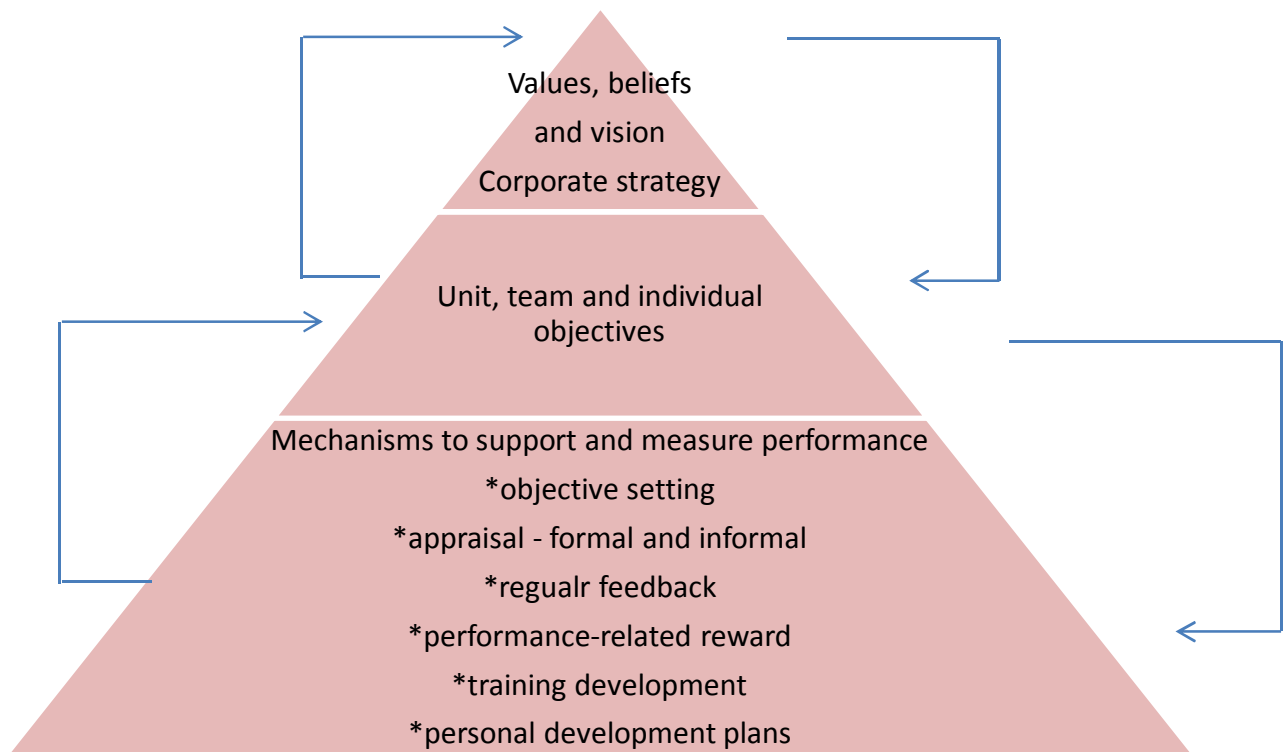 Values, beliefs
and vision
Corporate strategy
Unit, team and individual
objectives
Mechanisms to support and measure performance
*objective setting
*appraisal - formal and informal
*regualr feedback
*performance-related reward
*training development
*personal development plans